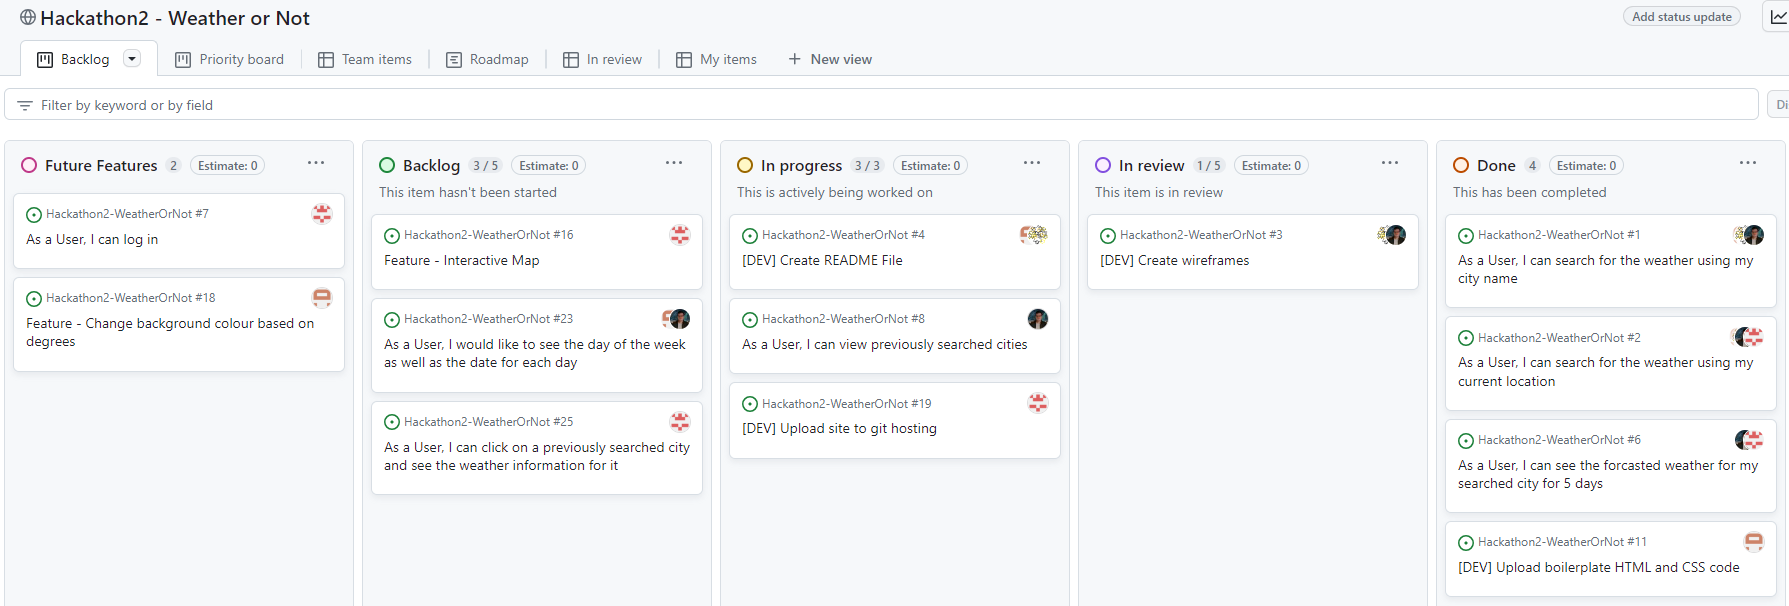 Hackathon2 - Weather or Not
Add status update
Backlog
Priority board
Team items
Roadmap
In review
My items
New view
Filter by keyword or by field
Di
Future Features 2 Estimate: 0
Hackathon2-WeatherOrNot #7
As a User, I can log in
Hackathon2-WeatherOrNot #18
Feature - Change background colour based on
degrees
Backlog 3 / 5 Estimate: 0
This item hasn't been started
Hackathon2-WeatherOrNot #16
Feature - Interactive Map
Hackathon2-WeatherOrNot #23
As a User, I would like to see the day of the week
as well as the date for each day
Hackathon2-WeatherOrNot #25
As a User, I can click on a previously searched city
and see the weather information for it
In progress 3 / 3 Estimate: 0
This is actively being worked on
Hackathon2-WeatherOrNot #4
[DEV] Create README File
Hackathon2-WeatherOrNot #8
As a User, I can view previously searched cities
Hackathon2-WeatherOrNot #19
[DEV] Upload site to git hosting
In review 1 / 5 Estimate: 0
This item is in review
Hackathon2-WeatherOrNot #3
[DEV] Create wireframes
Done 4 Estimate: 0
This has been completed
Hackathon2-WeatherOrNot #1
As a User, I can search for the weather using my
city name
Hackathon2-WeatherOrNot #2
As a User, I can search for the weather using my
current location
Hackathon2-WeatherOrNot #6
As a User, I can see the forcasted weather for my
searched city for 5 days
Hackathon2-WeatherOrNot #11
[DEV] Upload boilerplate HTML and CSS code